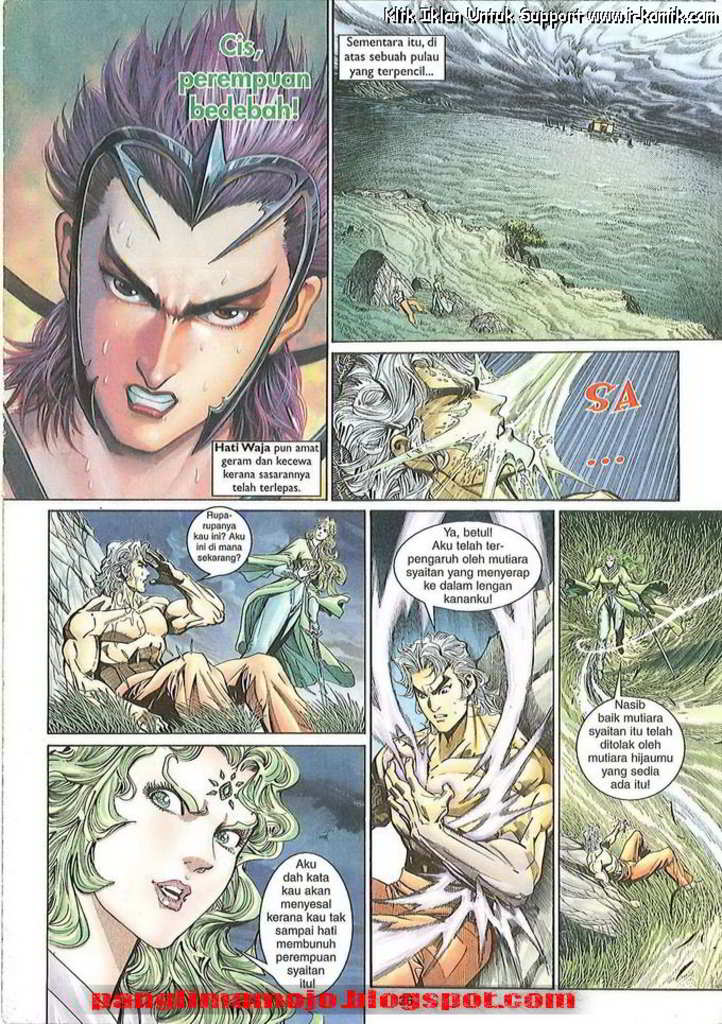 Klik Iklan Untuk Support www.ir-komik.com
Cis,
perempuan
bedebah!
Sementara itu, di
atas sebuah pulau
yang terpencil...
Hati Waja pun amat
geram dan kecewa
kerana sasarannya
telah terlepas.
SA
...
Rupa-
rupanya
kau ini? Aku
ini di mana
sekarang?
Ya, betul!
Aku telah ter-
pengaruh oleh mutiara
syaitan yang menyerap
ke dalam lengan
kananku!
Nasib
baik mutiara
syaitan itu telah
ditolak oleh
mutiara hijaumu
yang sedia
ada itu!
Aku
dah kata
kau akan
menyesal
kerana kau tak
sampai hati
membunuh
perempuan
syaitan
itu!
panglimamojo.blogspot.com